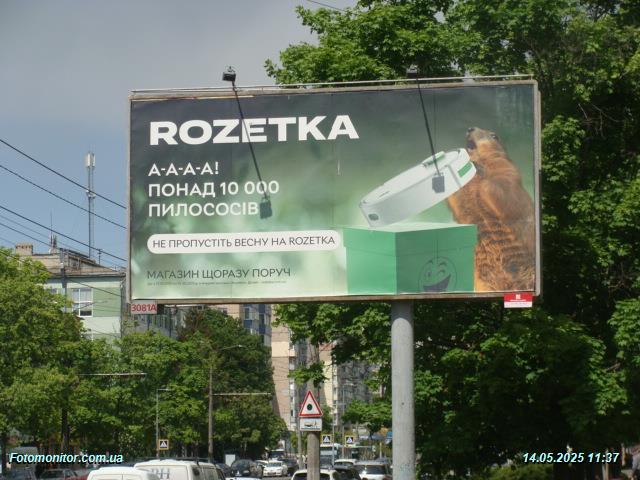 ROZETKA
А-А-А-А!
ПОНАД 10 000
ПИЛОСОСІВ
НЕ ПРОПУСТІТЬ ВЕСНУ НА ROZETKA
МАГАЗИН ЩОРАЗУ ПОРУЧ
3081A
Fotomonitor.com.ua
14.05.2025 11:37